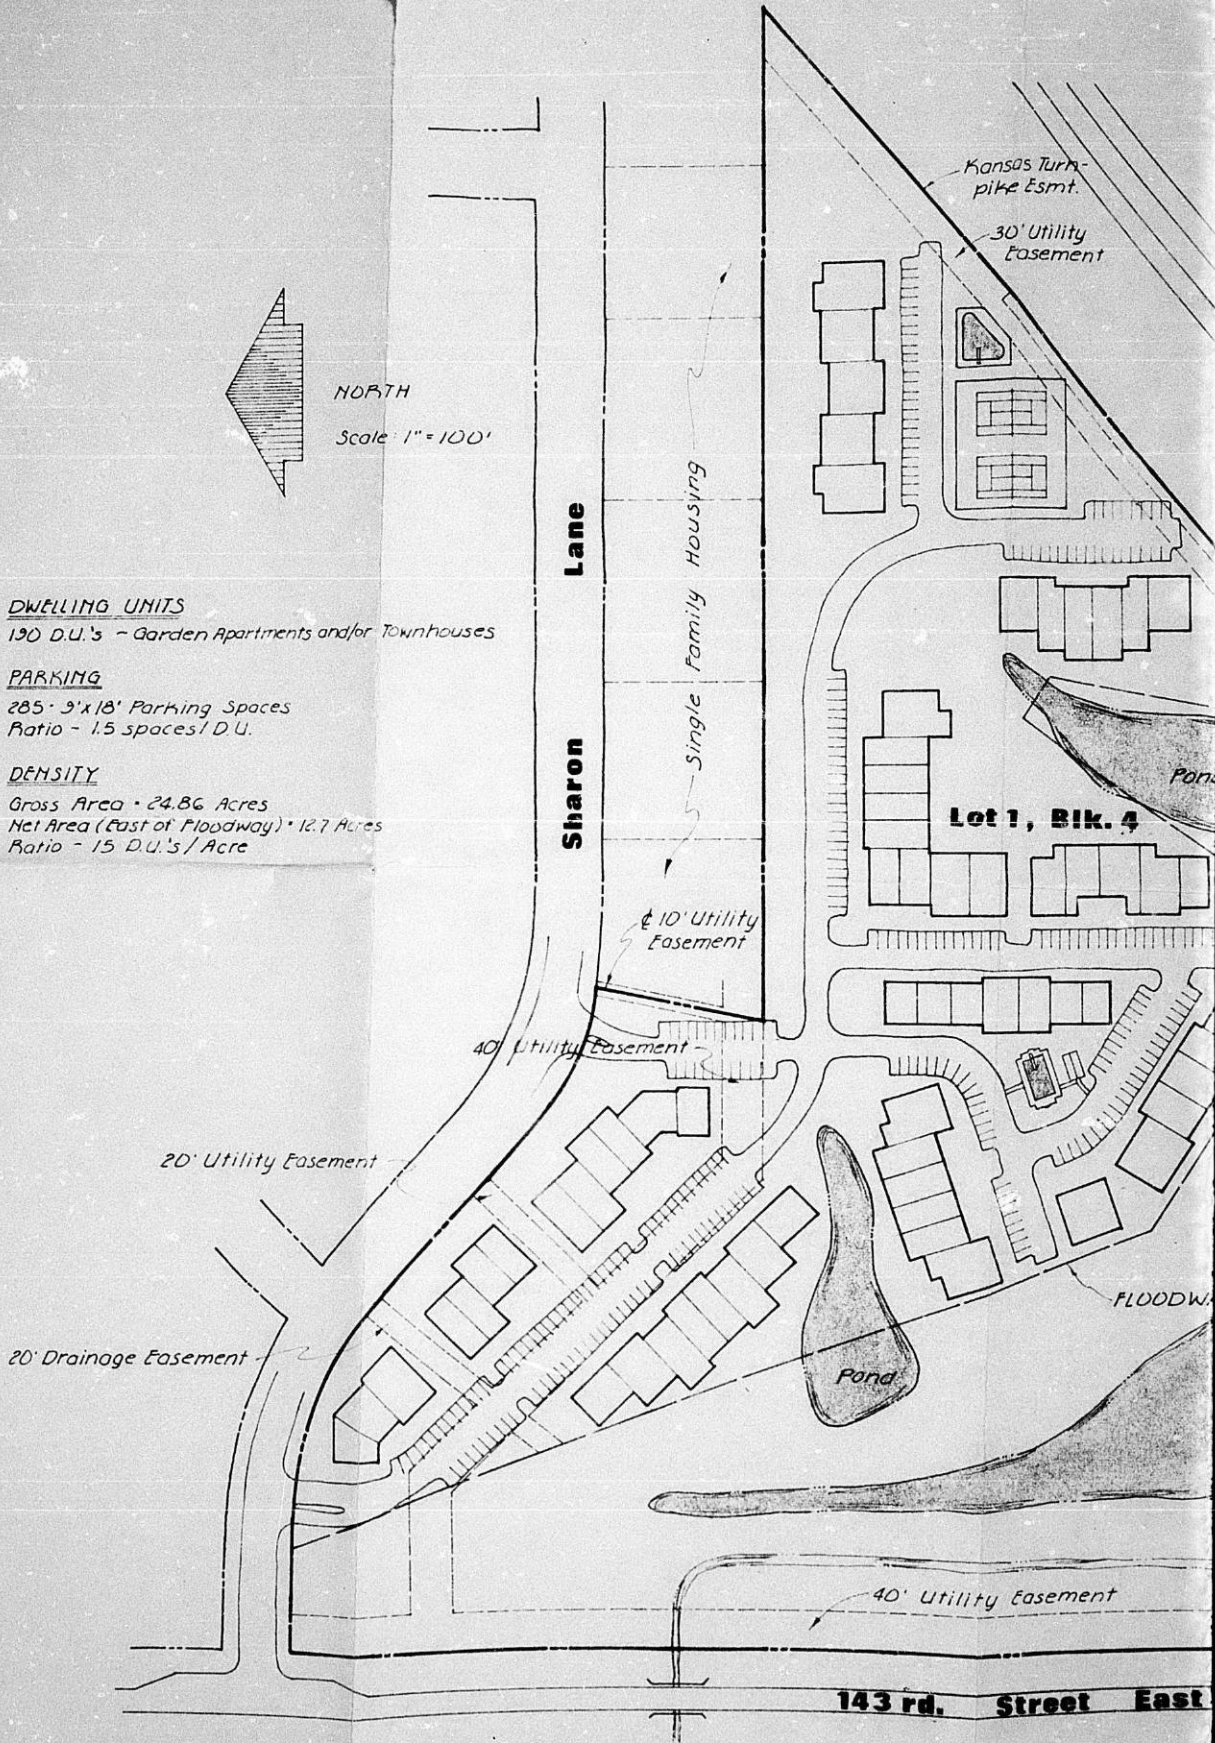 Kansas Turn-
pike Esmt.
30' Utility
Easement
NORTH
Scale: 1" = 100'
Sharon Lane
Single Family Housing
DWELLING UNITS
190 D.U.'s - Garden Apartments and/or Townhouses
PARKING
285 - 9'x18' Parking Spaces
Ratio - 1.5 spaces / D.U.
DENSITY
Gross Area - 24.86 Acres
Net Area (East of Floodway) - 12.7 Acres
Ratio - 15 D.U.'s / Acre
Pond
Lot 1, Blk. 4
℄ 10' Utility
Easement
40' Utility Easement
20' Utility Easement
FLOODW
20' Drainage Easement
Pond
40' Utility Easement
143 rd. Street East